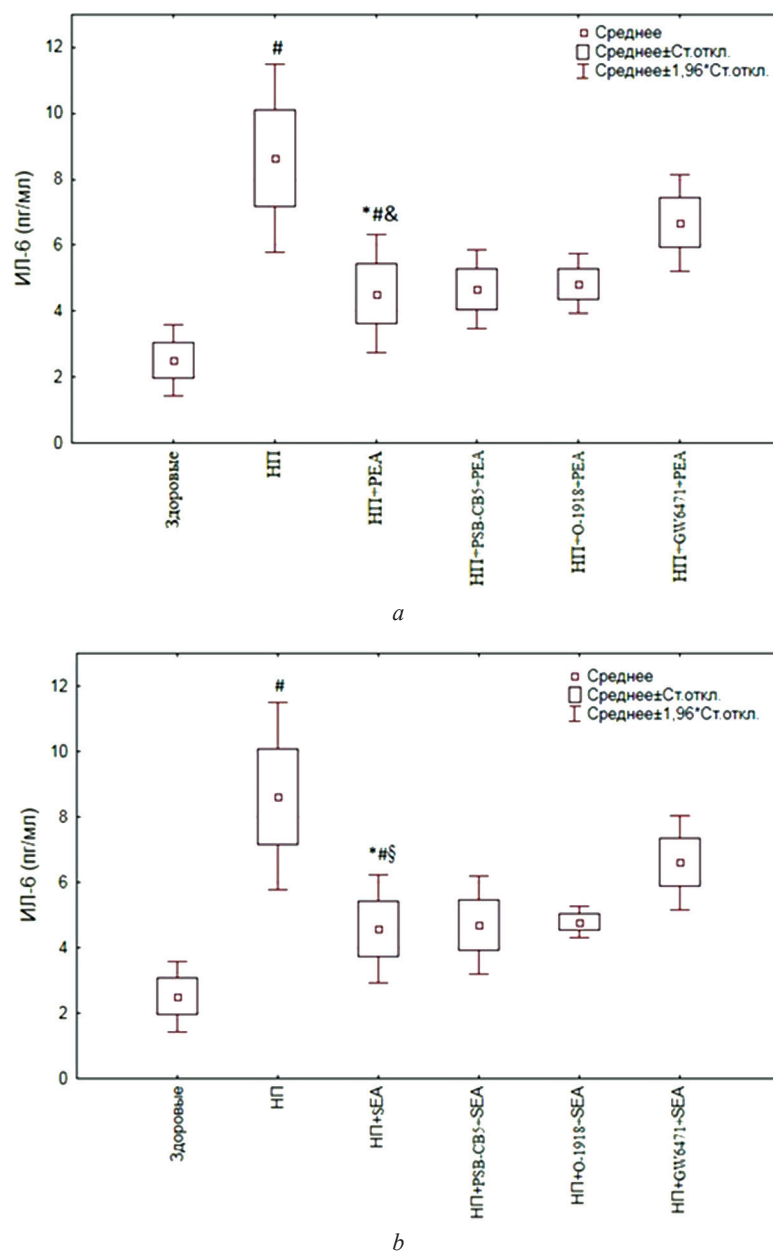 Среднее
Среднее±Ст.откл.
Среднее±1,96*Ст.откл.
#
*#&
ИЛ-6 (пг/мл)
12
10
8
6
4
2
0
Здоровые
НП
НП+PEA
НП+PSB-CB5+PEA
НП+O-1918+PEA
НП+GW6471+PEA
a
Среднее
Среднее±Ст.откл.
Среднее±1,96*Ст.откл.
#
*#§
ИЛ-6 (пг/мл)
12
10
8
6
4
2
0
Здоровые
НП
НП+SEA
НП+PSB-CB5+SEA
НП+O-1918+SEA
НП+GW6471+SEA
b